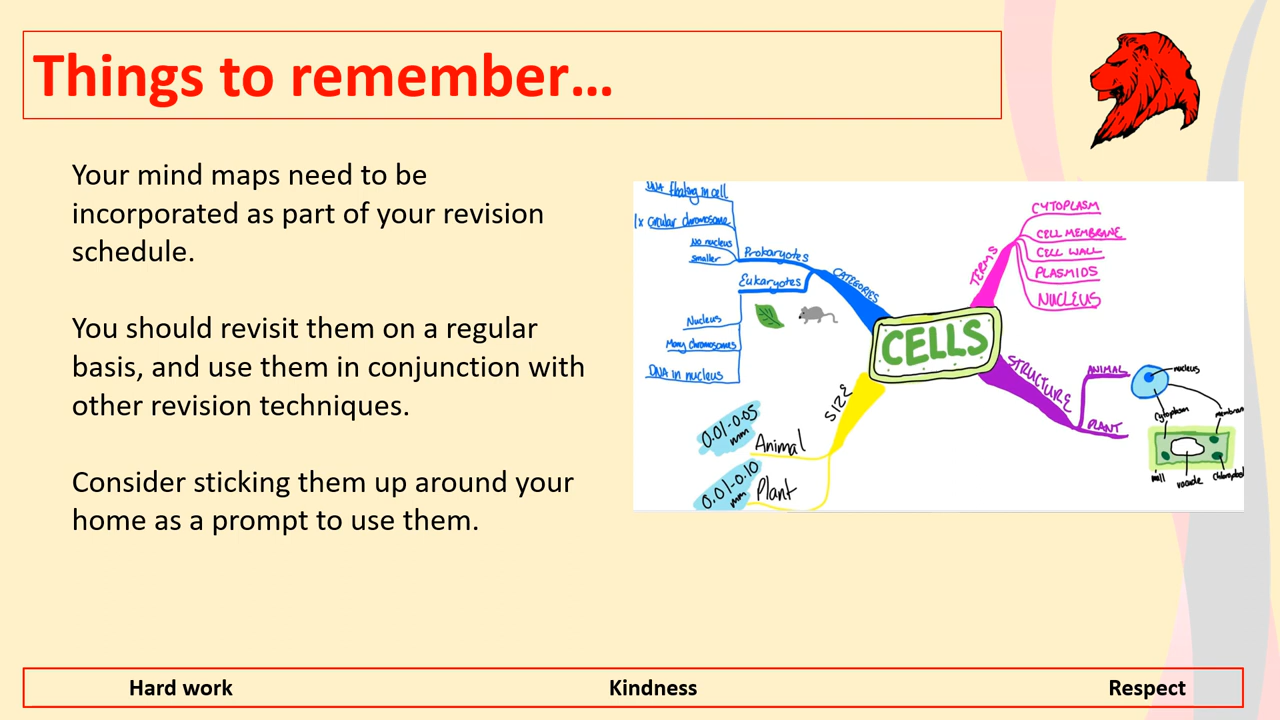 Things to remember...
Your mind maps need to be
incorporated as part of your revision
schedule.
You should revisit them on a regular
basis, and use them in conjunction with
other revision techniques.
Consider sticking them up around your
home as a prompt to use them.
DNA floating in cell
1x circular chromosome
No nucleus
smaller
Prokaryotes
Eukaryotes
Nucleus
Many chromosomes
DNA in nucleus
CATEGORIES
TERMS
CYTOPLASM
CELL MEMBRANE
CELL WALL
PLASMIDS
NUCLEUS
CELLS
STRUCTURE
ANIMAL
PLANT
nucleus
cytoplasm
membran
wall
vacuole
chloroplast
SIZE
0.01-0.05
mm
Animal
0.01-0.10
mm
Plant
Hard work
Kindness
Respect